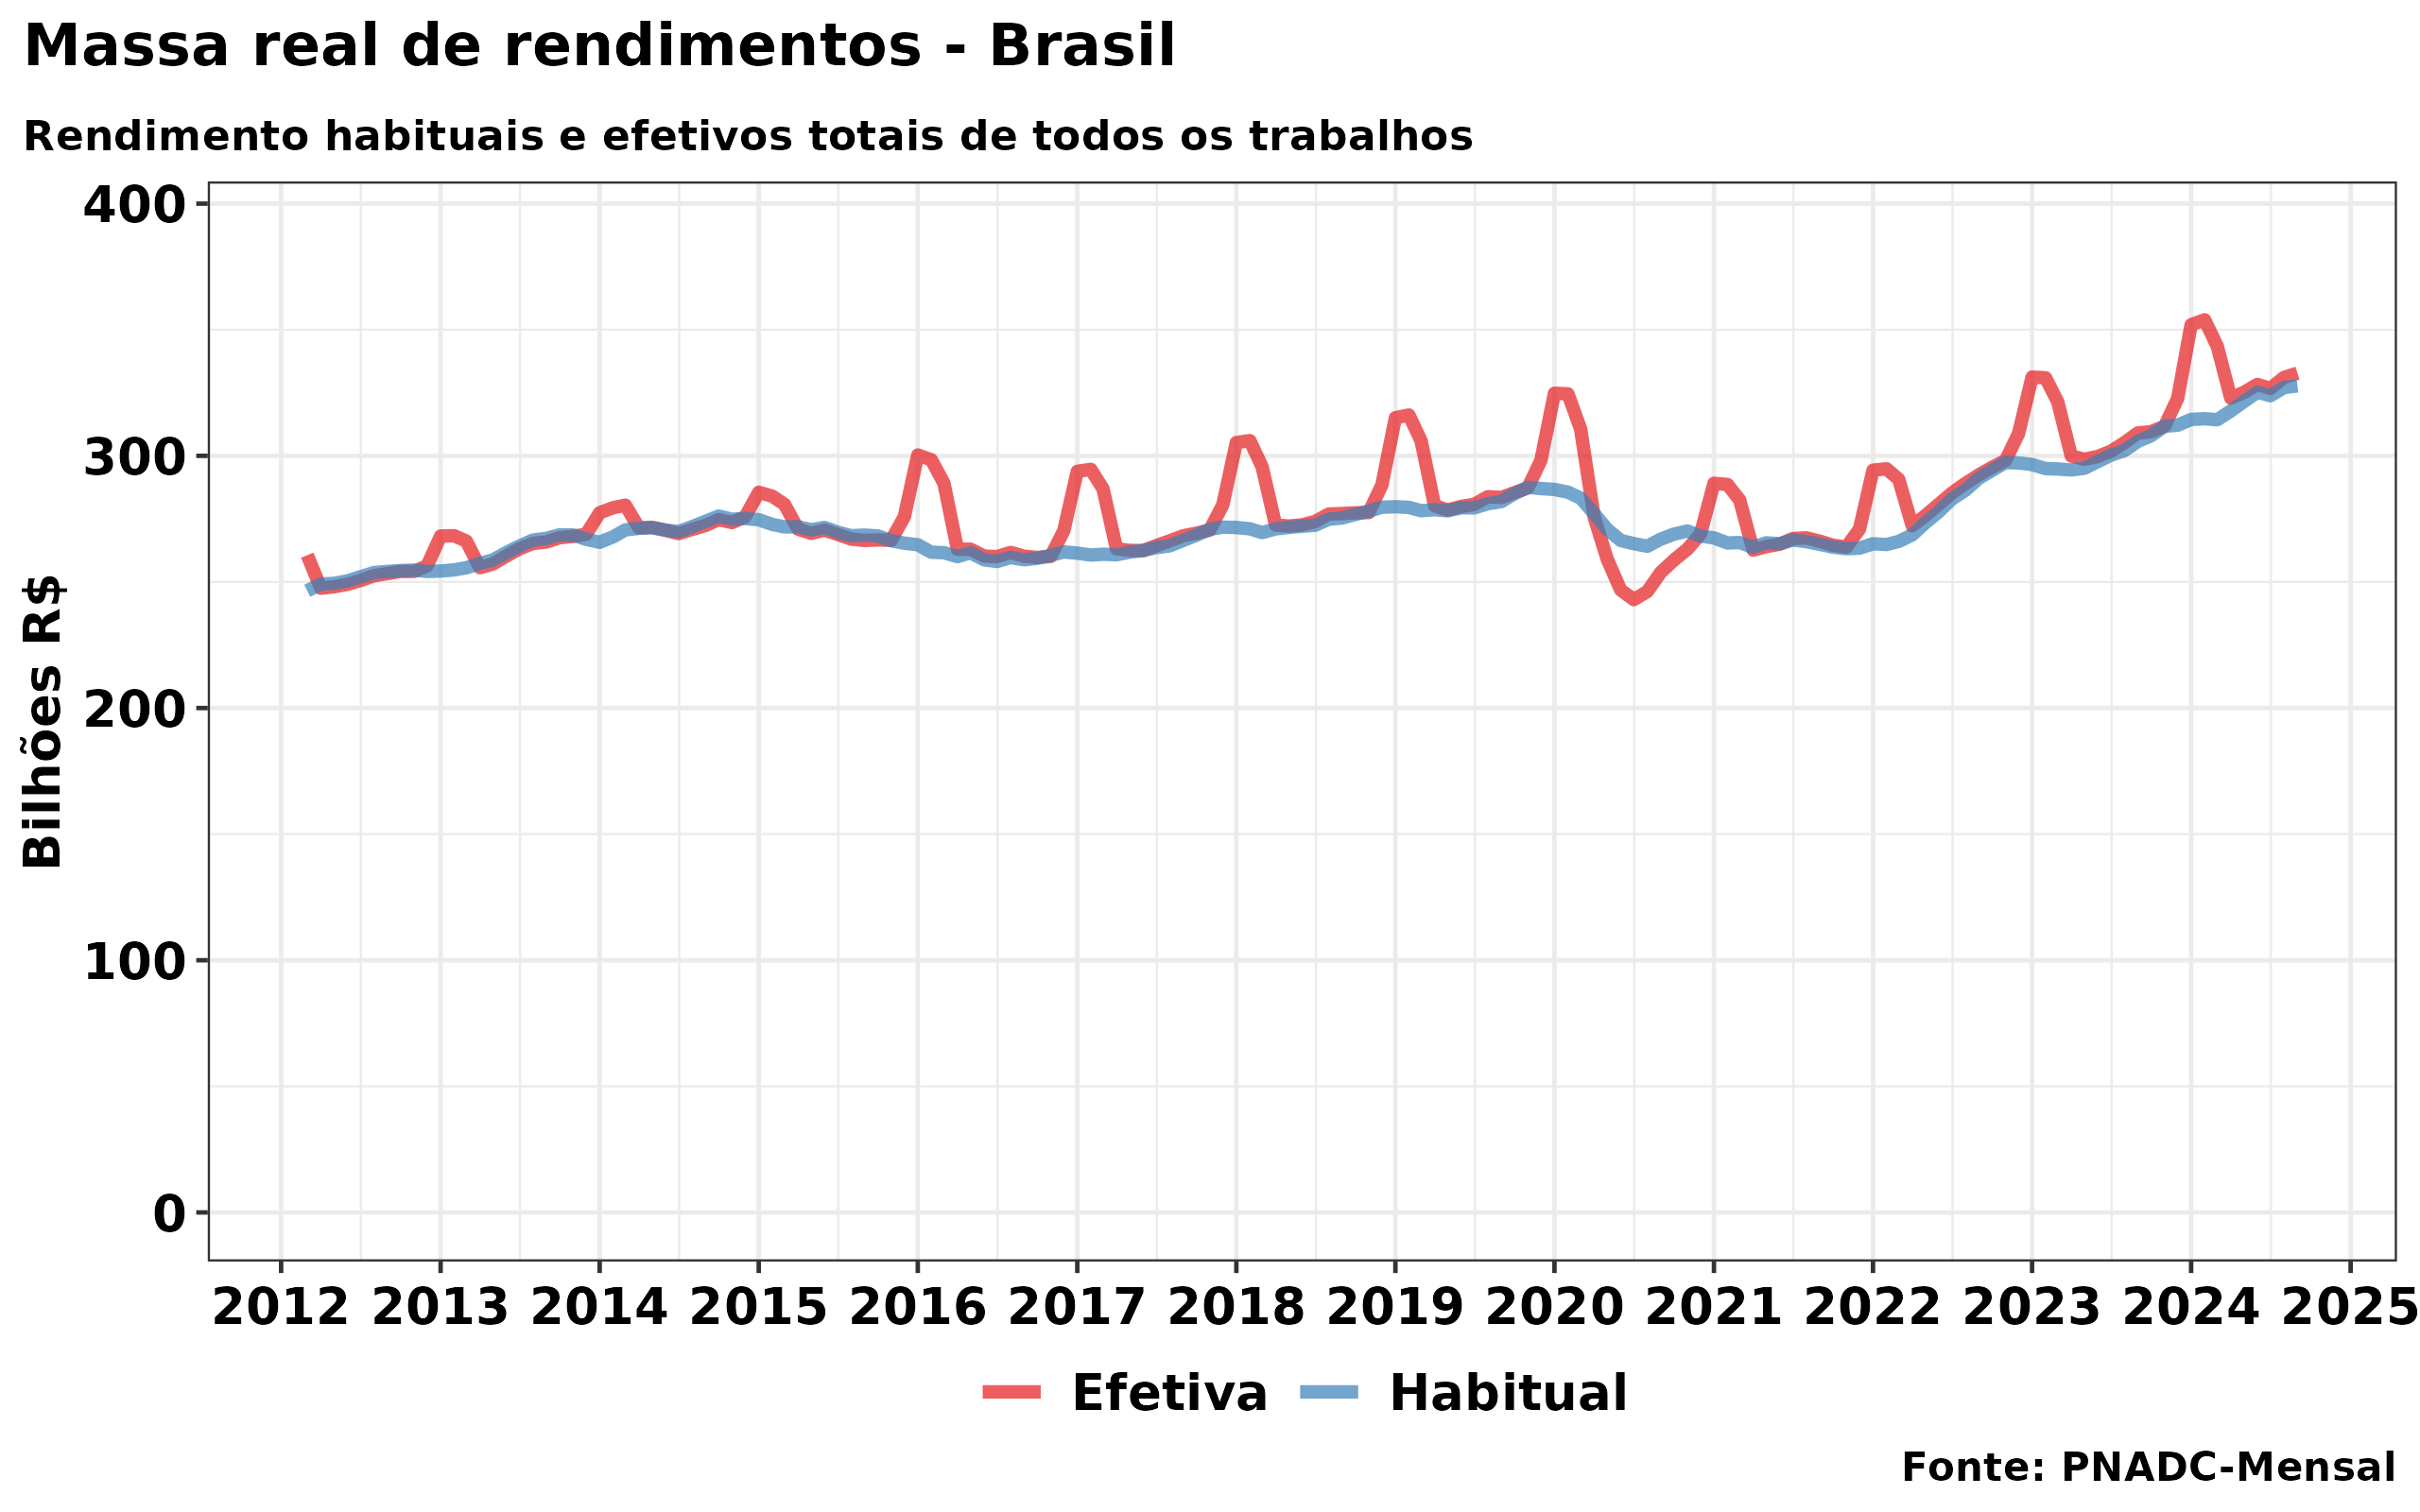 Massa real de rendimentos - Brasil
Rendimento habituais e efetivos totais de todos os trabalhos
Bilhões R$
400
300
200
100
0
2012 2013 2014 2015 2016 2017 2018 2019 2020 2021 2022 2023 2024 2025
Efetiva Habitual
Fonte: PNADC-Mensal